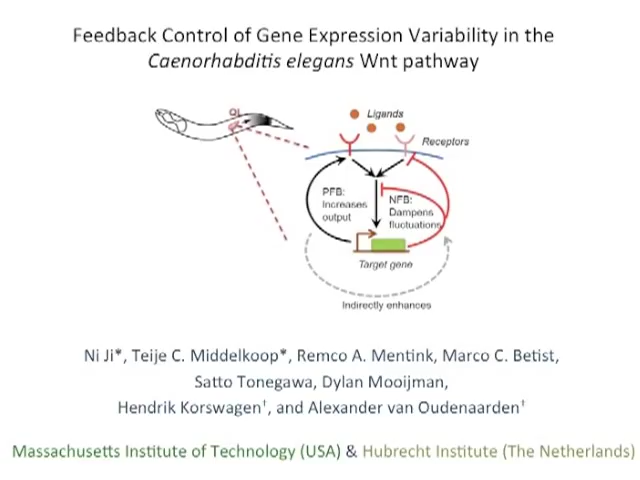 Feedback Control of Gene Expression Variability in the
Caenorhabditis elegans Wnt pathway
QL
Ligands
Receptors
PFB:
Increases
output
NFB:
Dampens
fluctuations
Target gene
Indirectly enhances
Ni Ji*, Teije C. Middelkoop*, Remco A. Mentink, Marco C. Betist,
Satto Tonegawa, Dylan Mooijman,
Hendrik Korswagen†, and Alexander van Oudenaarden†
Massachusetts Institute of Technology (USA) & Hubrecht Institute (The Netherlands)